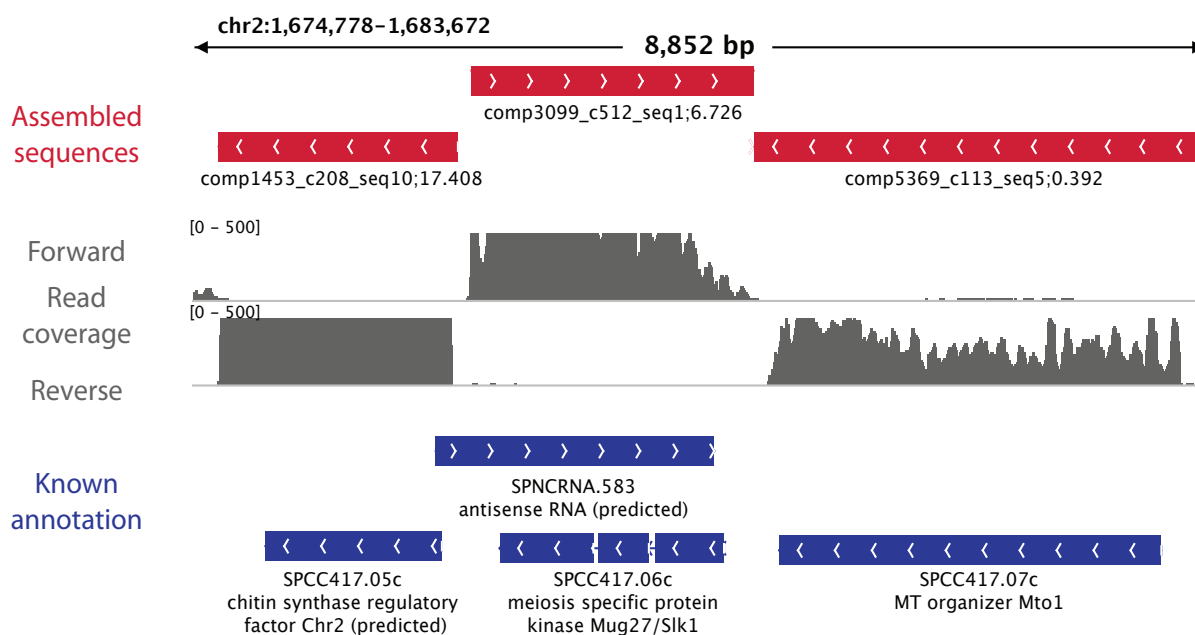 chr2:1,674,778–1,683,672
8,852 bp
Assembled
sequences
comp3099_c512_seq1;6.726
comp1453_c208_seq10;17.408
comp5369_c113_seq5;0.392
[0 – 500]
Forward
Read
coverage
[0 – 500]
Reverse
Known
annotation
SPNCRNA.583
antisense RNA (predicted)
SPCC417.05c
chitin synthase regulatory
factor Chr2 (predicted)
SPCC417.06c
meiosis specific protein
kinase Mug27/Slk1
SPCC417.07c
MT organizer Mto1